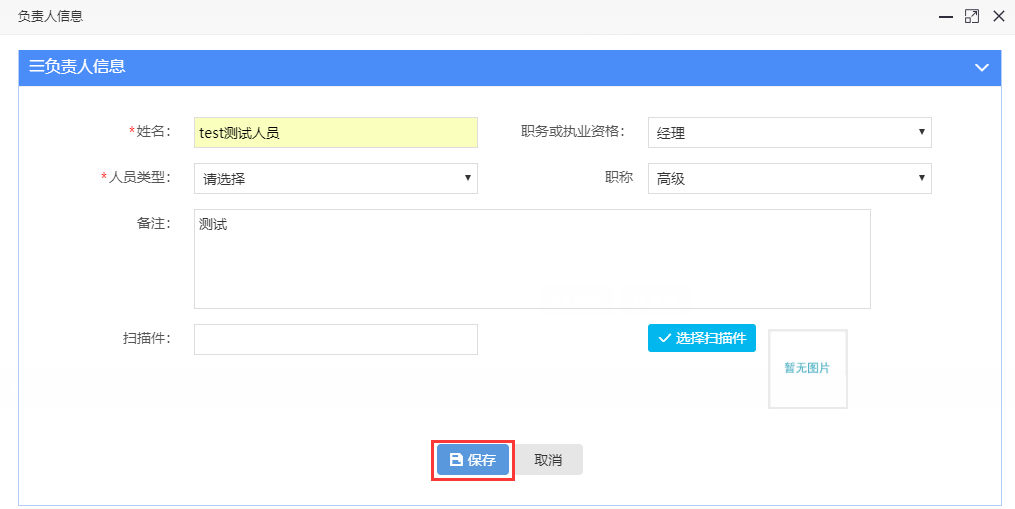 负责人信息
负责人信息
*姓名: test测试人员 职务或执业资格: 经理
*人员类型: 请选择 职称 高级
备注: 测试
扫描件: 选择扫描件
暂无图片
保存 取消